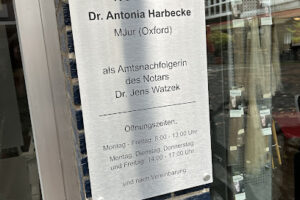 Dr. Antonia Harbecke
MJur (Oxford)
als Amtsnachfolgerin
des Notars
Dr. Jens Watzek
Öffnungszeiten:
Montag - Freitag: 8:00 - 13:00 Uhr
Montag, Dienstag, Donnerstag
und Freitag: 14:00 - 17:00 Uhr
und nach Vereinbarung